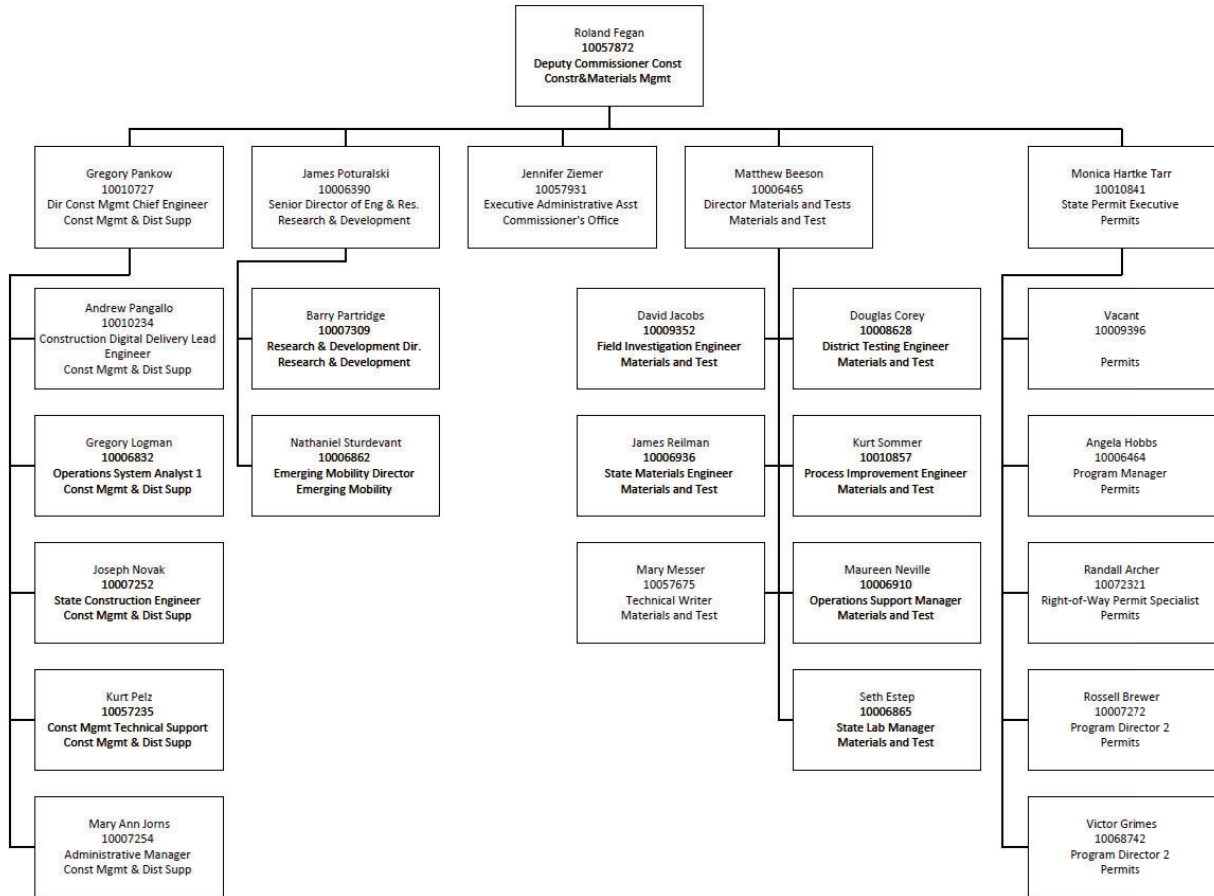 Roland Fegan
10057872
Deputy Commissioner Const
Constr&Materials Mgmt
Gregory Pankow
10010727
Dir Const Mgmt Chief Engineer
Const Mgmt & Dist Supp
James Poturalski
10006390
Senior Director of Eng & Res.
Research & Development
Jennifer Ziemer
10057931
Executive Administrative Asst
Commissioner's Office
Matthew Beeson
10006465
Director Materials and Tests
Materials and Test
Monica Hartke Tarr
10010841
State Permit Executive
Permits
Andrew Pangallo
10010234
Construction Digital Delivery Lead
Engineer
Const Mgmt & Dist Supp
Barry Partridge
10007309
Research & Development Dir.
Research & Development
David Jacobs
10009352
Field Investigation Engineer
Materials and Test
Douglas Corey
10008628
District Testing Engineer
Materials and Test
Vacant
10009396
Permits
Gregory Logman
10006832
Operations System Analyst 1
Const Mgmt & Dist Supp
Nathaniel Sturdevant
10006862
Emerging Mobility Director
Emerging Mobility
James Reilman
10006936
State Materials Engineer
Materials and Test
Kurt Sommer
10010857
Process Improvement Engineer
Materials and Test
Angela Hobbs
10006464
Program Manager
Permits
Joseph Novak
10007252
State Construction Engineer
Const Mgmt & Dist Supp
Mary Messer
10057675
Technical Writer
Materials and Test
Maureen Neville
10006910
Operations Support Manager
Materials and Test
Randall Archer
10072321
Right-of-Way Permit Specialist
Permits
Kurt Pelz
10057235
Const Mgmt Technical Support
Const Mgmt & Dist Supp
Seth Estep
10006865
State Lab Manager
Materials and Test
Rossell Brewer
10007272
Program Director 2
Permits
Mary Ann Jorns
10007254
Administrative Manager
Const Mgmt & Dist Supp
Victor Grimes
10068742
Program Director 2
Permits